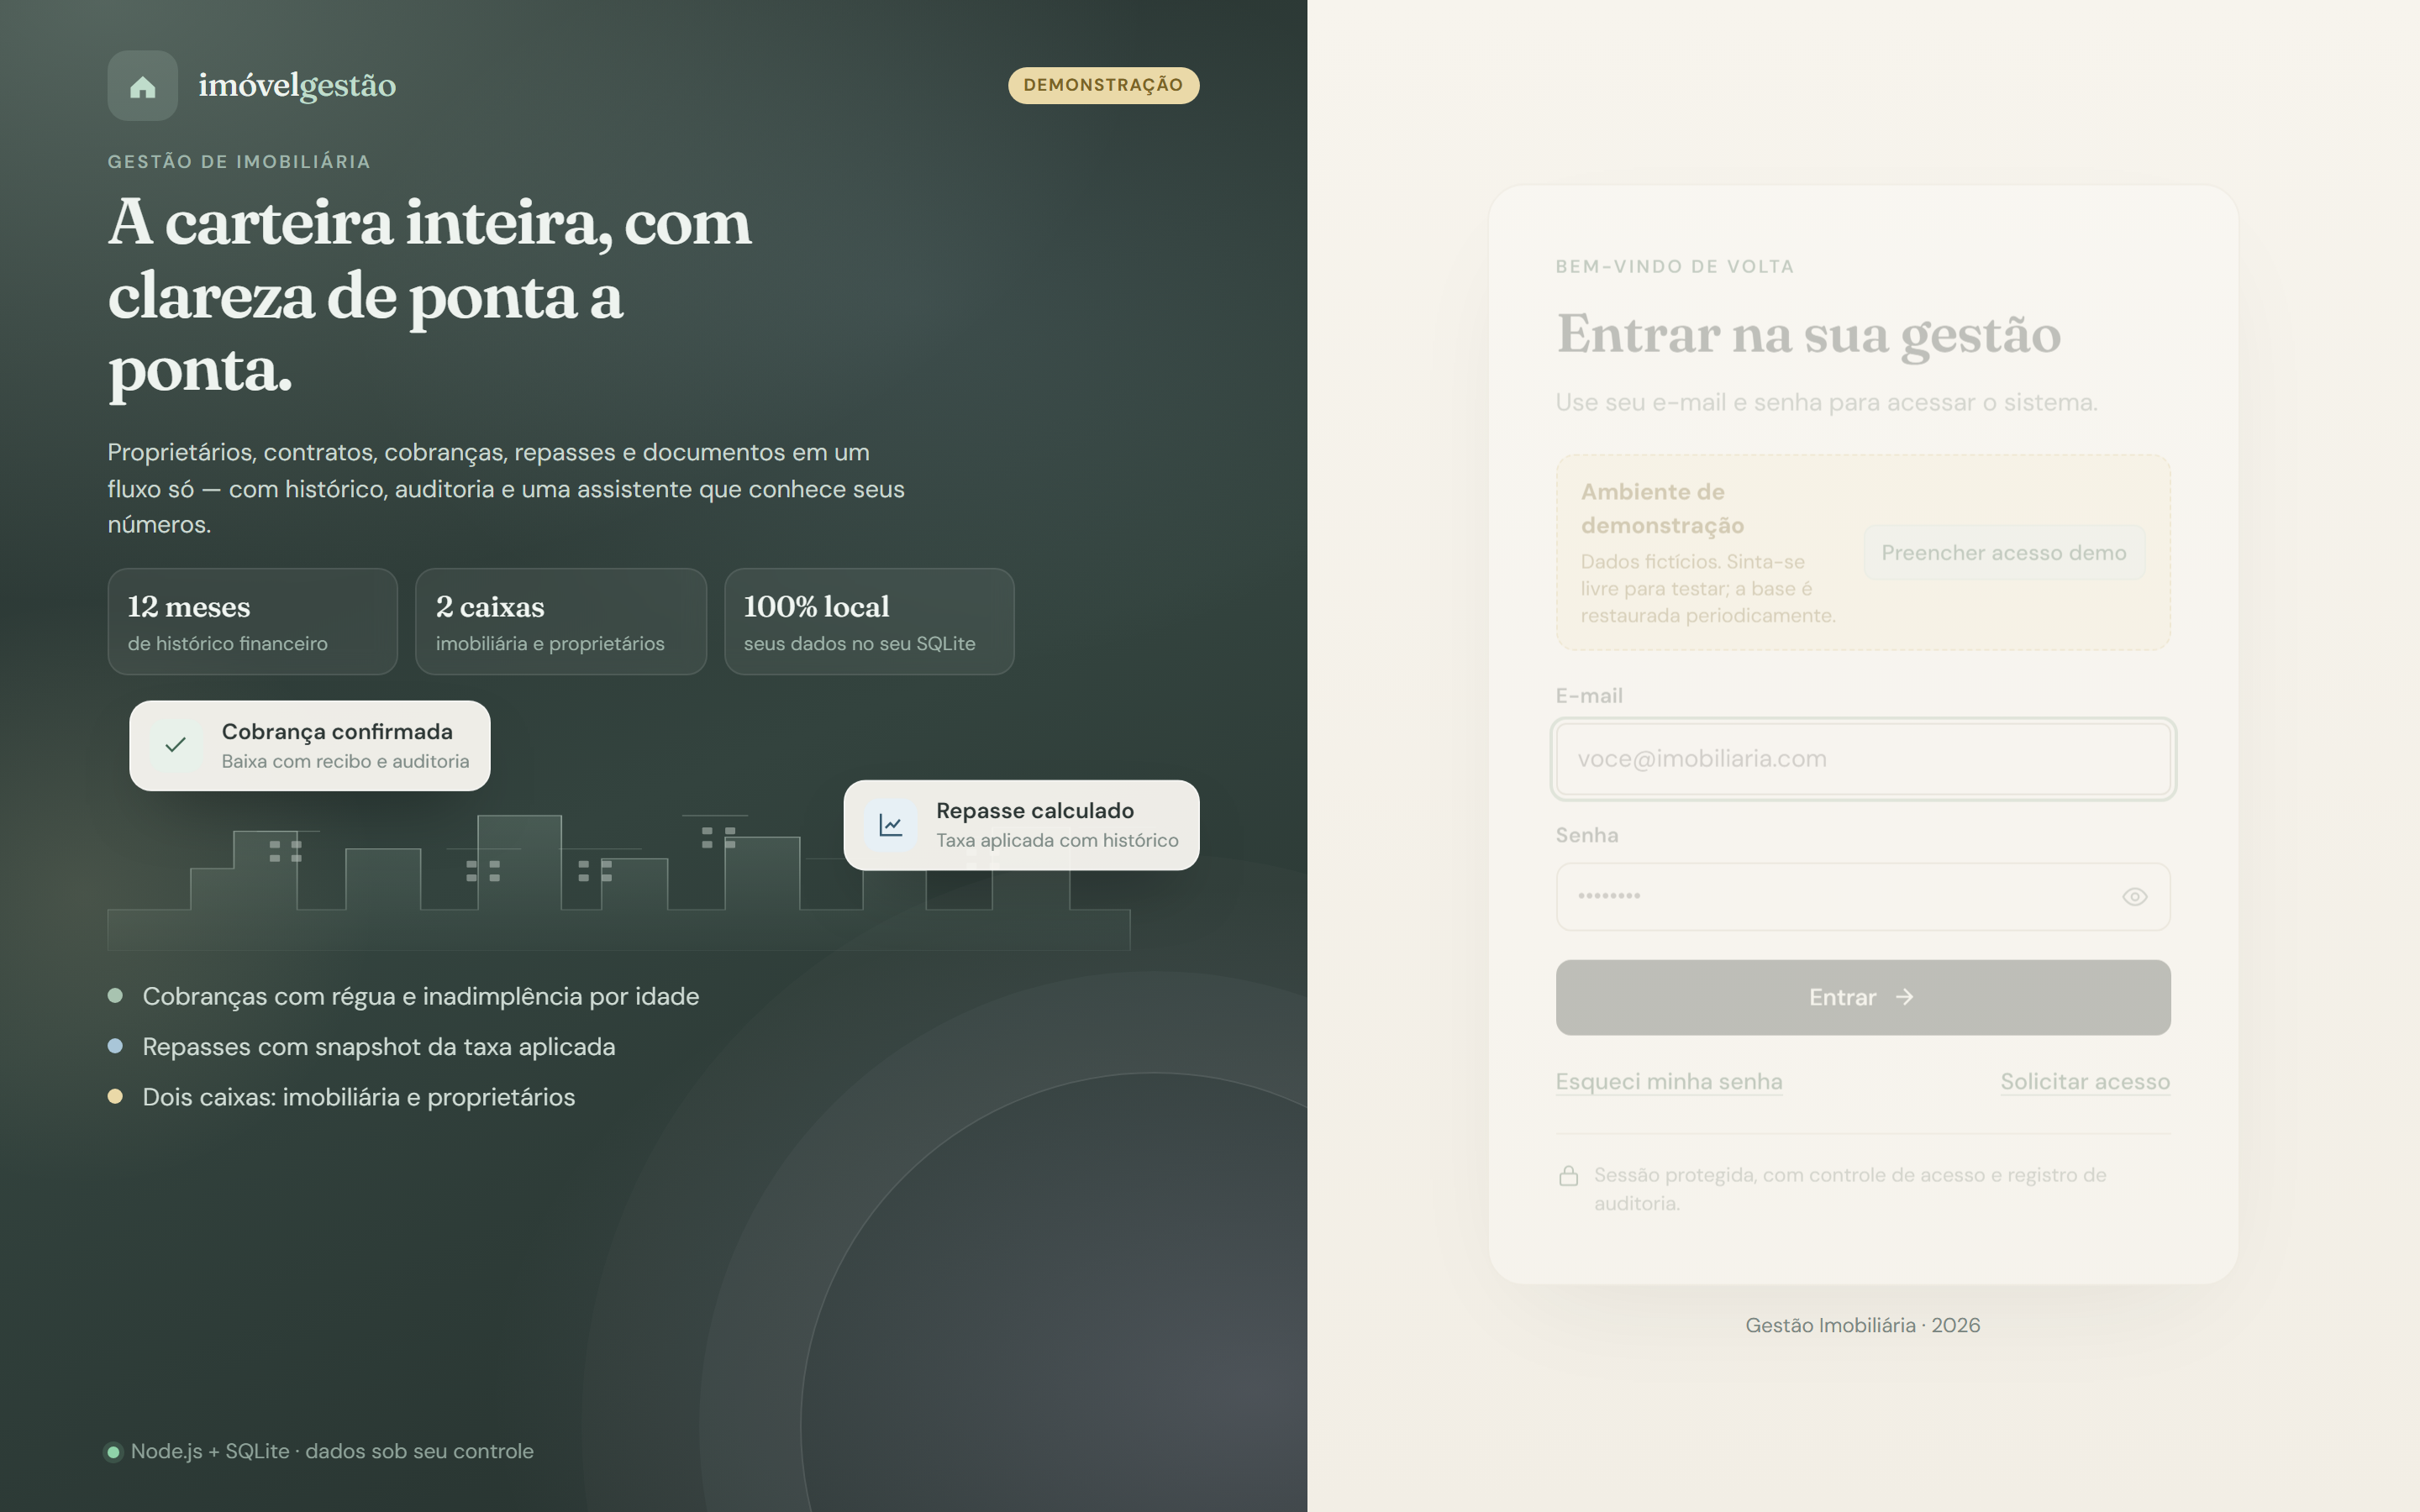 imóvelgestão
DEMONSTRAÇÃO
GESTÃO DE IMOBILIÁRIA
A carteira inteira, com
clareza de ponta a
ponta.
Proprietários, contratos, cobranças, repasses e documentos em um
fluxo só — com histórico, auditoria e uma assistente que conhece seus
números.
12 meses
de histórico financeiro
2 caixas
imobiliária e proprietários
100% local
seus dados no seu SQLite
Cobrança confirmada
Baixa com recibo e auditoria
Repasse calculado
Taxa aplicada com histórico
Cobranças com régua e inadimplência por idade
Repasses com snapshot da taxa aplicada
Dois caixas: imobiliária e proprietários
Node.js + SQLite · dados sob seu controle
BEM-VINDO DE VOLTA
Entrar na sua gestão
Use seu e-mail e senha para acessar o sistema.
Ambiente de
demonstração
Dados fictícios. Sinta-se
livre para testar; a base é
restaurada periodicamente.
Preencher acesso demo
E-mail
voce@imobiliaria.com
Senha
••••••••
Entrar →
Esqueci minha senha
Solicitar acesso
Sessão protegida, com controle de acesso e registro de
auditoria.
Gestão Imobiliária · 2026